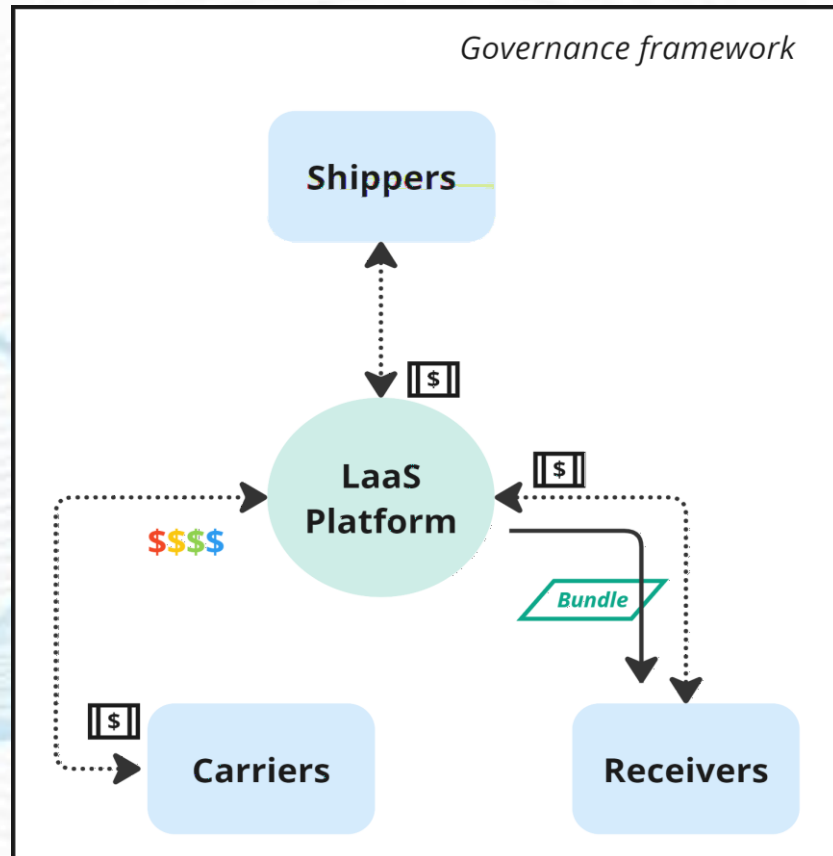 Governance framework
Shippers
$
LaaS
Platform
$
$$$$
Bundle
$
Carriers
Receivers